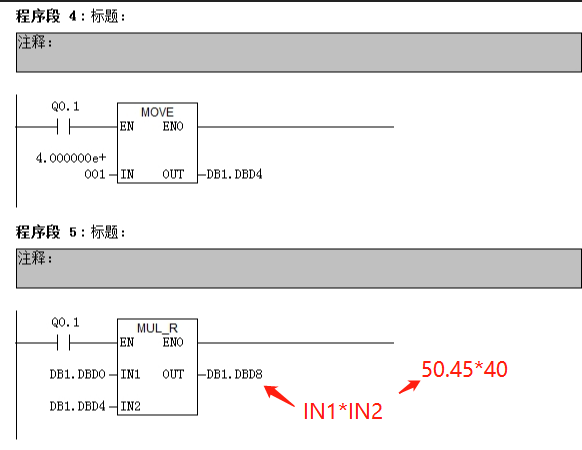 程序段 4：标题：
注释：
Q0.1
MOVE
EN ENO
4.000000e+
001 IN OUT DB1.DBD4
程序段 5：标题：
注释：
Q0.1
MUL_R
EN ENO
DB1.DBD0 IN1 OUT DB1.DBD8
50.45*40
DB1.DBD4 IN2
IN1*IN2